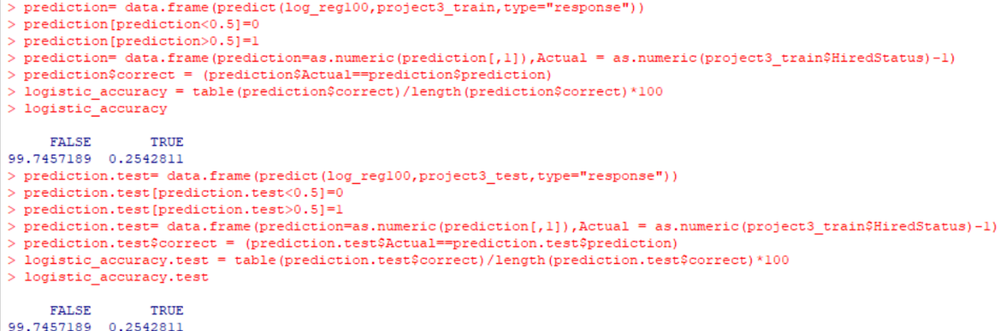 > prediction= data.frame(predict(log_reg100,project3_train,type="response"))
> prediction[prediction<0.5]=0
> prediction[prediction>0.5]=1
> prediction= data.frame(prediction=as.numeric(prediction[,1]),Actual = as.numeric(project3_train$HiredStatus)-1)
> prediction$correct = (prediction$Actual==prediction$prediction)
> logistic_accuracy = table(prediction$correct)/length(prediction$correct)*100
> logistic_accuracy
FALSE TRUE
99.7457189 0.2542811
> prediction.test= data.frame(predict(log_reg100,project3_test,type="response"))
> prediction.test[prediction.test<0.5]=0
> prediction.test[prediction.test>0.5]=1
> prediction.test= data.frame(prediction=as.numeric(prediction[,1]),Actual = as.numeric(project3_train$HiredStatus)-1)
> prediction.test$correct = (prediction.test$Actual==prediction.test$prediction)
> logistic_accuracy.test = table(prediction.test$correct)/length(prediction.test$correct)*100
> logistic_accuracy.test
FALSE TRUE
99.7457189 0.2542811